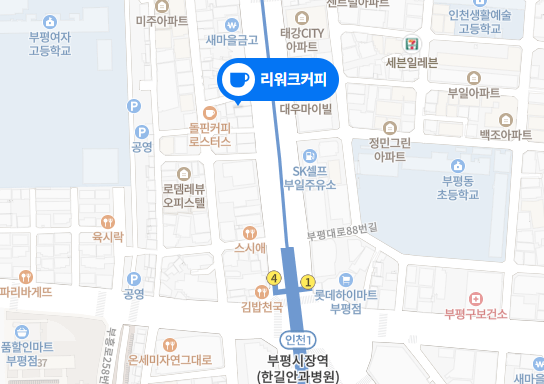 미주아파트
센트럴아파트
태강CITY
아파트
인천생활예술
고등학교
부평여자
고등학교
새마을금고
세븐일레븐
리워크커피
부일아파트
대우마이빌
공영
돌핀커피
로스터스
정민그린
아파트
백조아파트
SK셀프
부일주유소
부평동
초등학교
로뎀레뷰
오피스텔
육시락
스시애
부평대로88번길
4
1
파리바게뜨
공영
김밥천국
롯데하이마트
부평점
부평구보건소
품할인마트
부평점37
부흥로258번
온세미자연그대로
인천1
부평시장역
(한길안과병원)
새마을